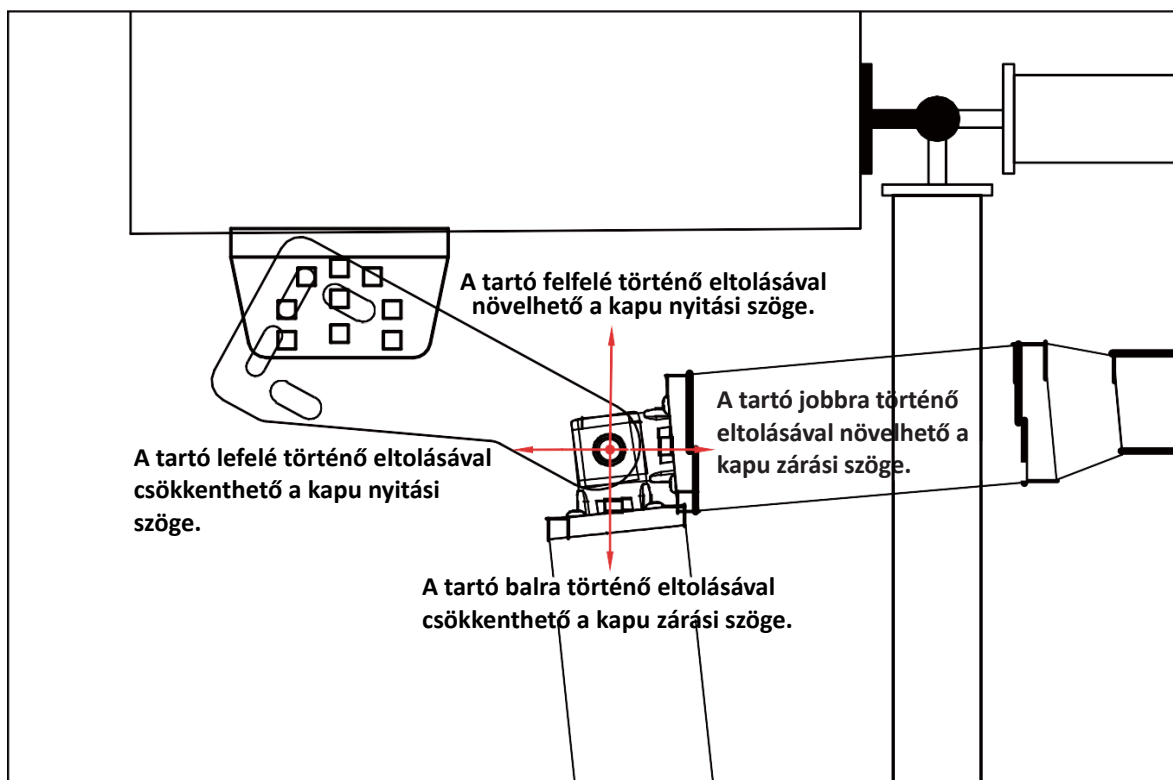 A tartó felfelé történő eltolásával
növelhető a kapu nyitási szöge.
A tartó jobbra történő
eltolásával növelhető a
kapu zárási szöge.
A tartó lefelé történő eltolásával
csökkenthető a kapu nyitási
szöge.
A tartó balra történő eltolásával
csökkenthető a kapu zárási szöge.